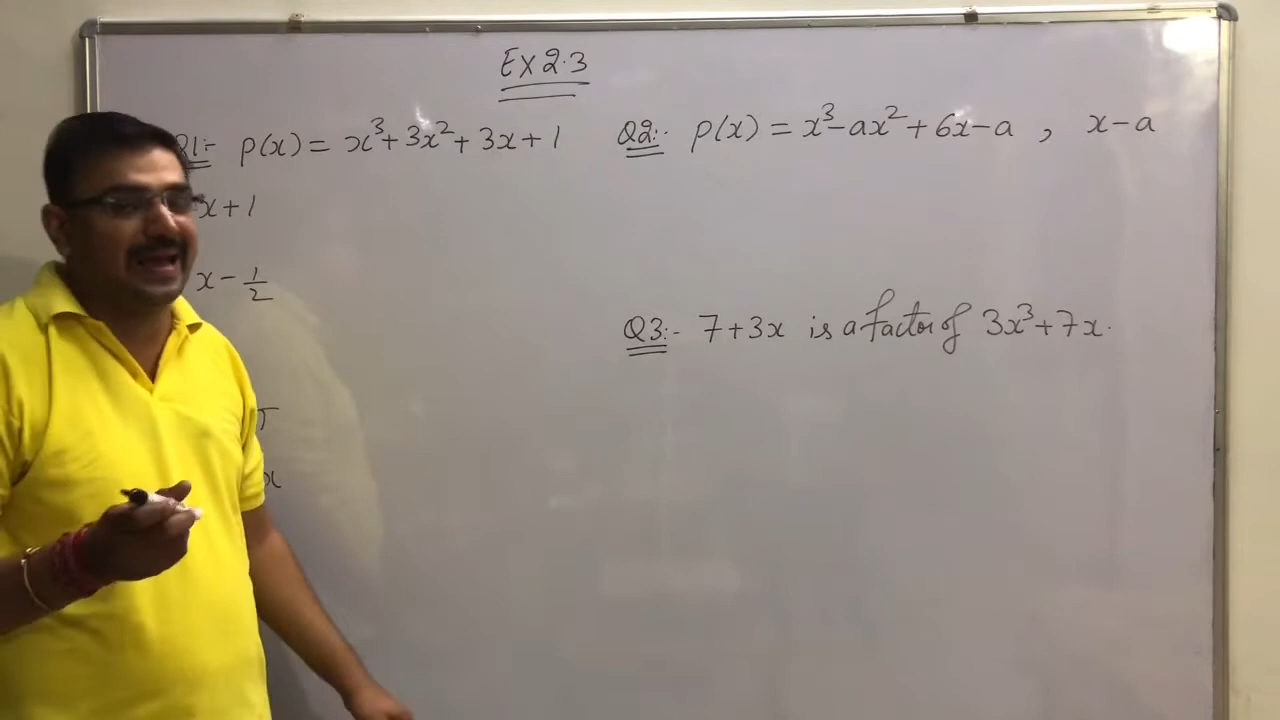 Ex 2.3
Q1:- p(x) = x³ + 3x² + 3x + 1
x + 1
x - 1/2
x
Q2:- p(x) = x³ - ax² + 6x - a , x - a
Q3:- 7 + 3x is a factor of 3x³ + 7x.